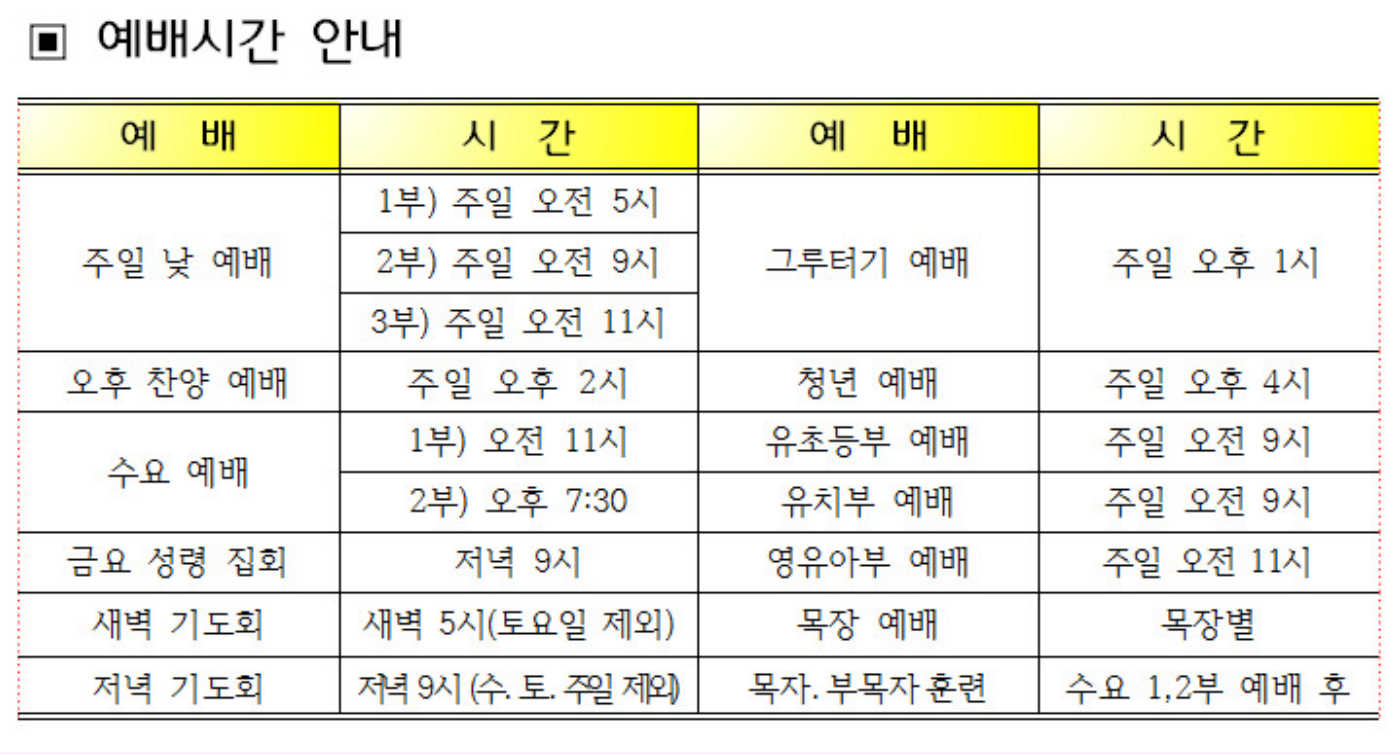 ▣ 예배시간 안내
예 배 시 간 예 배 시 간
주일 낮 예배 1부) 주일 오전 5시 그루터기 예배 주일 오후 1시
2부) 주일 오전 9시
3부) 주일 오전 11시
오후 찬양 예배 주일 오후 2시 청년 예배 주일 오후 4시
수요 예배 1부) 오전 11시 유초등부 예배 주일 오전 9시
2부) 오후 7:30 유치부 예배 주일 오전 9시
금요 성령 집회 저녁 9시 영유아부 예배 주일 오전 11시
새벽 기도회 새벽 5시(토요일 제외) 목장 예배 목장별
저녁 기도회 저녁 9시 (수. 토. 주일 제외) 목자. 부목자 훈련 수요 1,2부 예배 후